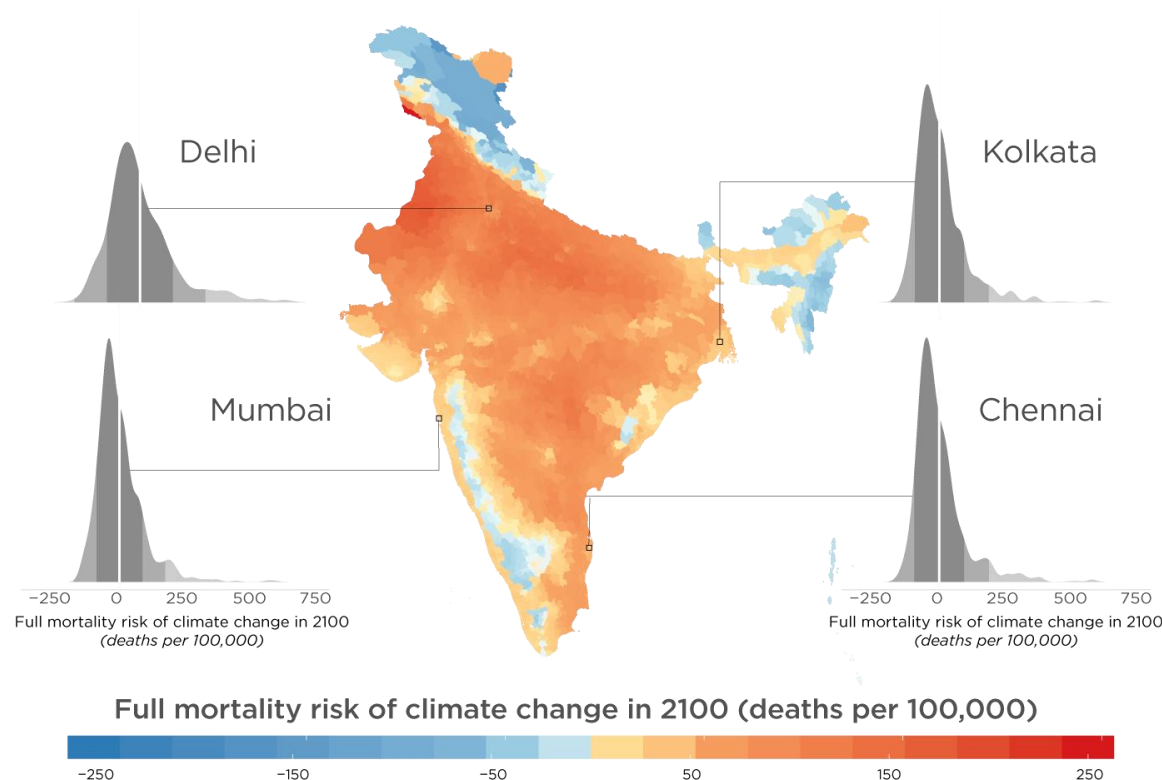 Delhi
Kolkata
Mumbai
Chennai
−250 0 250 500 750
Full mortality risk of climate change in 2100
(deaths per 100,000)
−250 0 250 500 750
Full mortality risk of climate change in 2100
(deaths per 100,000)
Full mortality risk of climate change in 2100 (deaths per 100,000)
−250 −150 −50 50 150 250